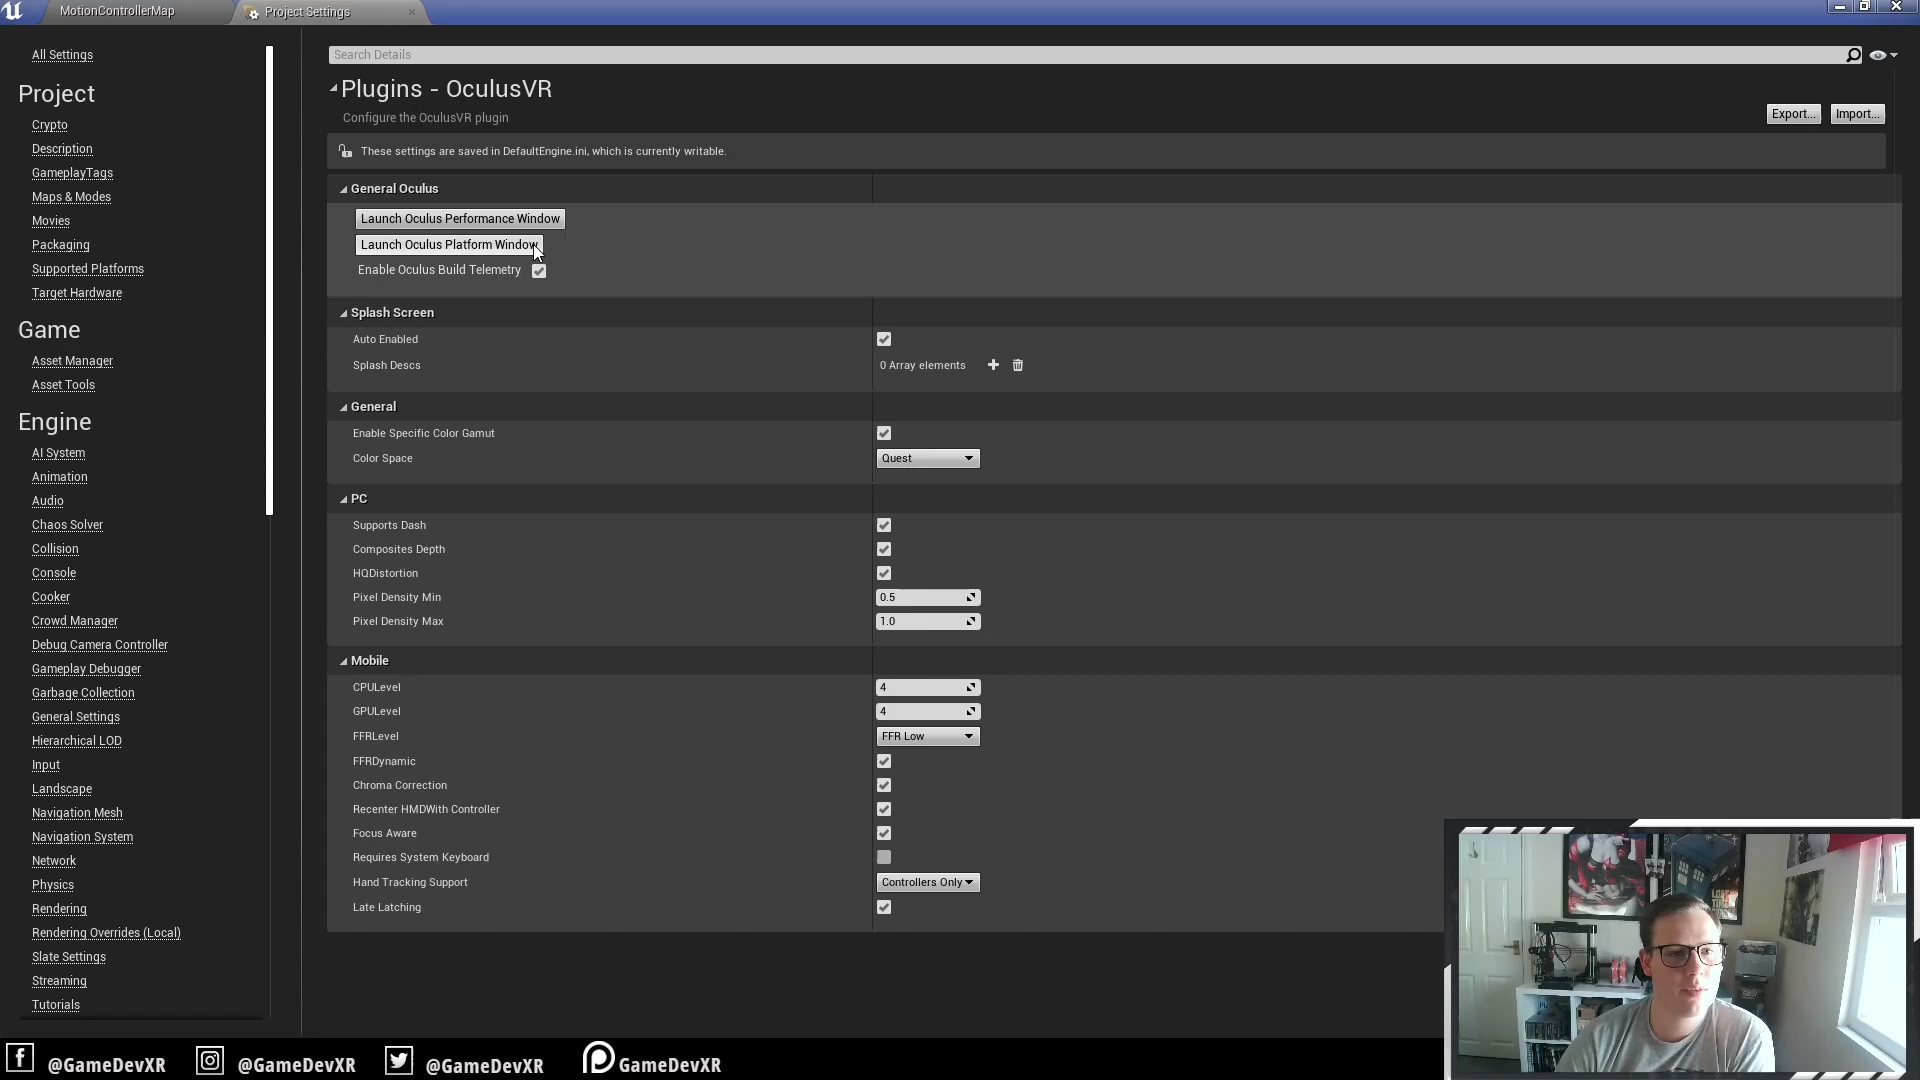 MotionControllerMap
Project Settings
All Settings
Project
Crypto
Description
GameplayTags
Maps & Modes
Movies
Packaging
Supported Platforms
Target Hardware
Game
Asset Manager
Asset Tools
Engine
AI System
Animation
Audio
Chaos Solver
Collision
Console
Cooker
Crowd Manager
Debug Camera Controller
Gameplay Debugger
Garbage Collection
General Settings
Hierarchical LOD
Input
Landscape
Navigation Mesh
Navigation System
Network
Physics
Rendering
Rendering Overrides (Local)
Slate Settings
Streaming
Tutorials
Search Details
Plugins - OculusVR
Configure the OculusVR plugin
Export...
Import...
These settings are saved in DefaultEngine.ini, which is currently writable.
General Oculus
Launch Oculus Performance Window
Launch Oculus Platform Window
Enable Oculus Build Telemetry
Splash Screen
Auto Enabled
Splash Descs 0 Array elements
General
Enable Specific Color Gamut
Color Space Quest
PC
Supports Dash
Composites Depth
HQDistortion
Pixel Density Min 0.5
Pixel Density Max 1.0
Mobile
CPULevel 4
GPULevel 4
FFRLevel FFR Low
FFRDynamic
Chroma Correction
Recenter HMDWith Controller
Focus Aware
Requires System Keyboard
Hand Tracking Support Controllers Only
Late Latching
@GameDevXR
@GameDevXR
@GameDevXR
GameDevXR